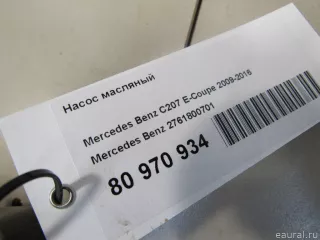 Насос масляный
Mercedes Benz C207 E-Coupe 2009-2016
Mercedes Benz 2761800701
80 970 934
eaural.ru